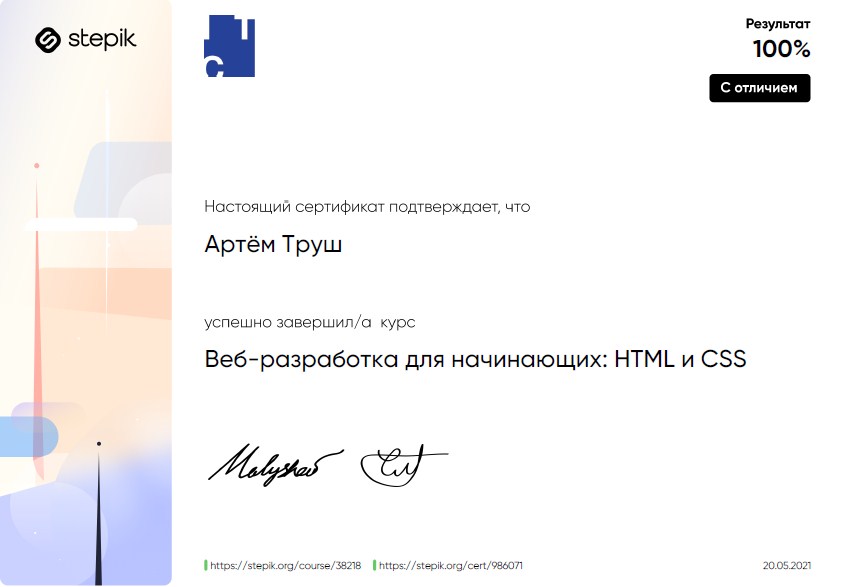 stepik
Т
С
Результат
100%
С отличием
Настоящий сертификат подтверждает, что
Артём Труш
успешно завершил/а курс
Веб-разработка для начинающих: HTML и CSS
Malyshev
https://stepik.org/course/38218 https://stepik.org/cert/986071
20.05.2021